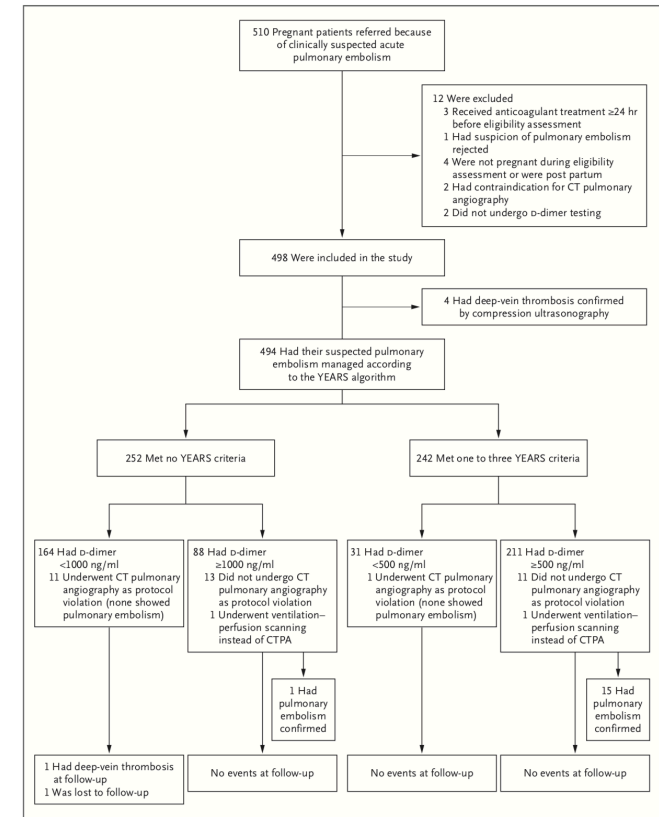 510 Pregnant patients referred because
of clinically suspected acute
pulmonary embolism
12 Were excluded
3 Received anticoagulant treatment ≥24 hr
before eligibility assessment
1 Had suspicion of pulmonary embolism
rejected
4 Were not pregnant during eligibility
assessment or were post partum
2 Had contraindication for CT pulmonary
angiography
2 Did not undergo D-dimer testing
498 Were included in the study
4 Had deep-vein thrombosis confirmed
by compression ultrasonography
494 Had their suspected pulmonary
embolism managed according
to the YEARS algorithm
252 Met no YEARS criteria
242 Met one to three YEARS criteria
164 Had D-dimer
<1000 ng/ml
11 Underwent CT pulmonary
angiography as protocol
violation (none showed
pulmonary embolism)
88 Had D-dimer
≥1000 ng/ml
13 Did not undergo CT
pulmonary angiography
as protocol violation
1 Underwent ventilation–
perfusion scanning
instead of CTPA
31 Had D-dimer
<500 ng/ml
1 Underwent CT pulmonary
angiography as protocol
violation (none showed
pulmonary embolism)
211 Had D-dimer
≥500 ng/ml
11 Did not undergo CT
pulmonary angiography
as protocol violation
1 Underwent ventilation–
perfusion scanning
instead of CTPA
1 Had
pulmonary
embolism
confirmed
15 Had
pulmonary
embolism
confirmed
1 Had deep-vein thrombosis
at follow-up
1 Was lost to follow-up
No events at follow-up
No events at follow-up
No events at follow-up